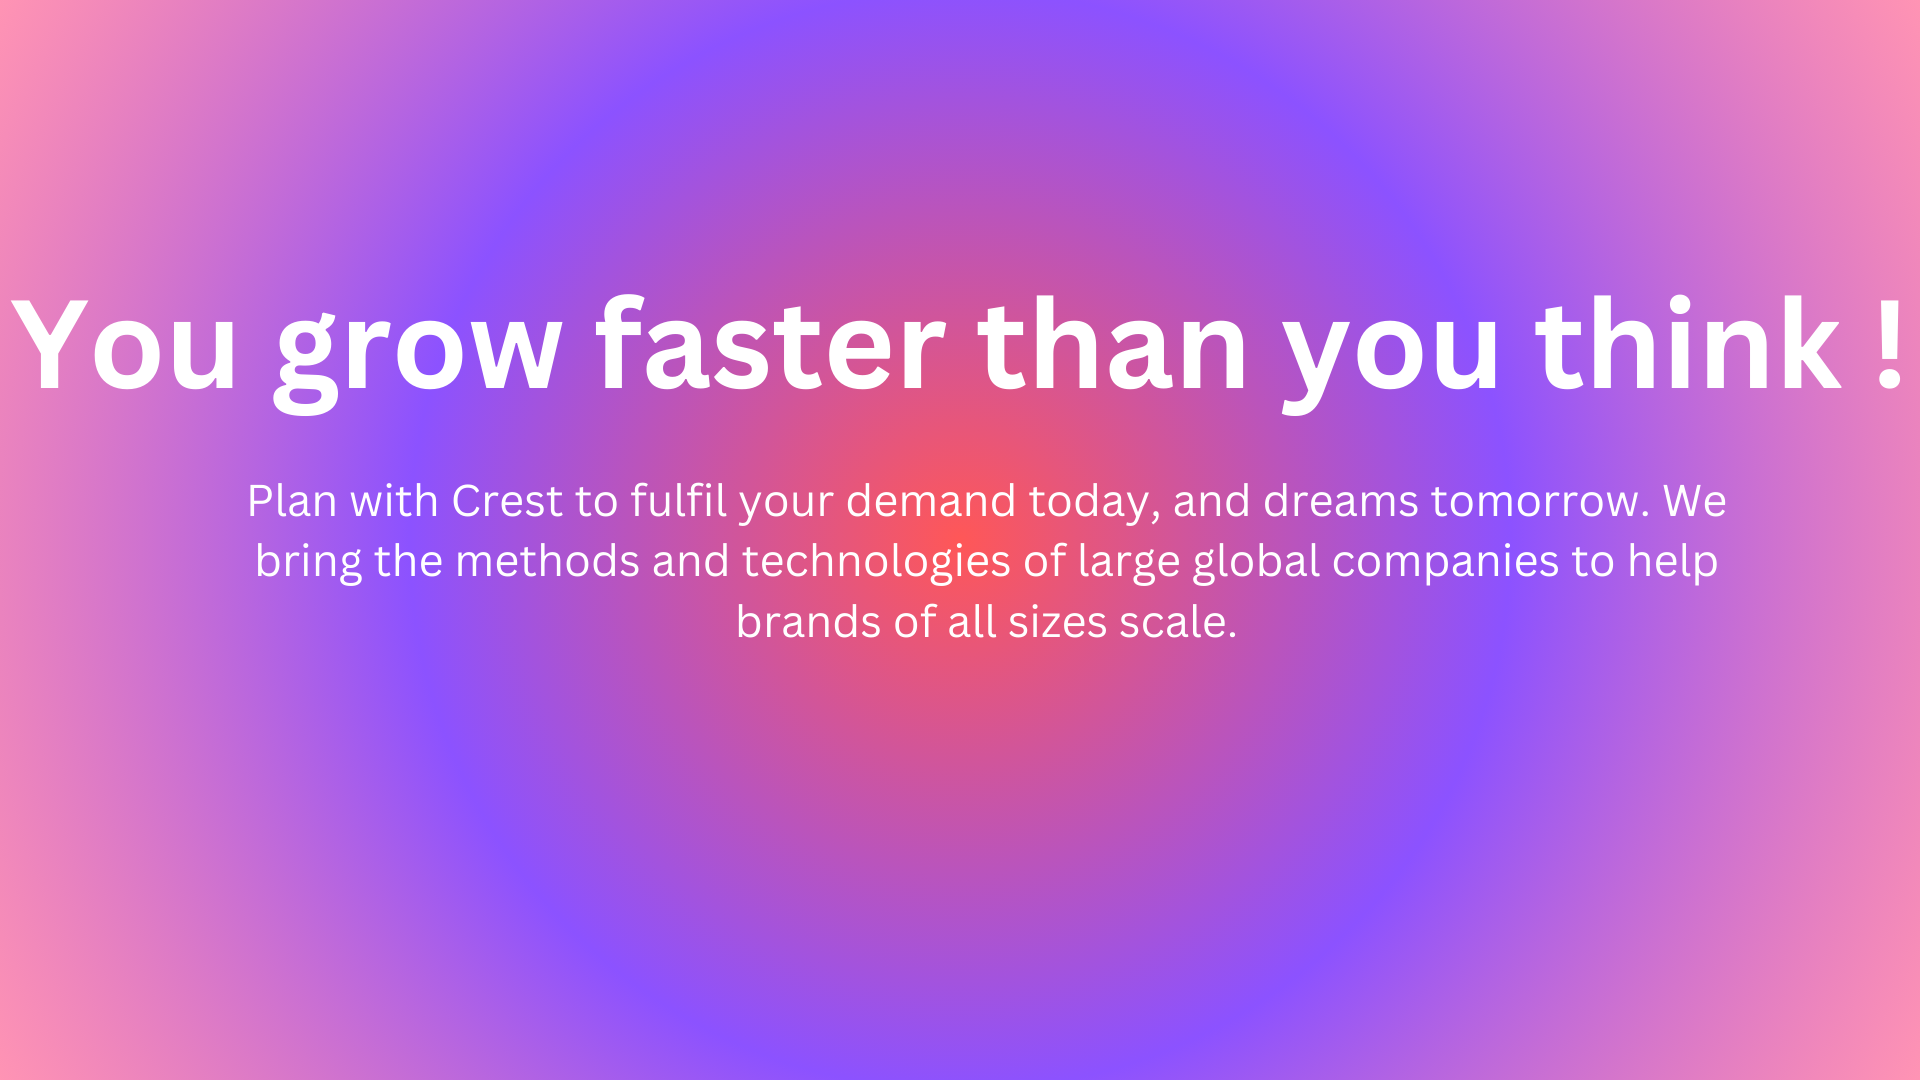 You grow faster than you think !
Plan with Crest to fulfil your demand today, and dreams tomorrow. We
bring the methods and technologies of large global companies to help
brands of all sizes scale.